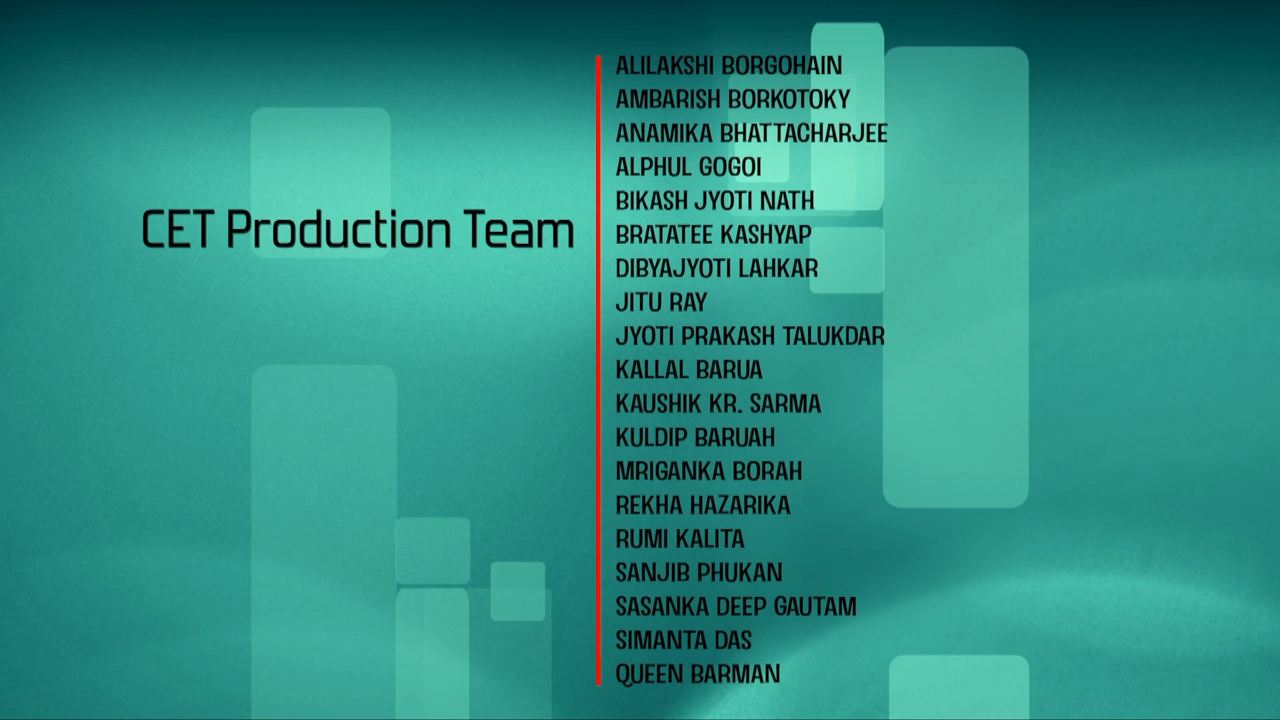 CET Production Team
ALILAKSHI BORGOHAIN
AMBARISH BORKOTOKY
ANAMIKA BHATTACHARJEE
ALPHUL GOGOI
BIKASH JYOTI NATH
BRATATEE KASHYAP
DIBYAJYOTI LAHKAR
JITU RAY
JYOTI PRAKASH TALUKDAR
KALLAL BARUA
KAUSHIK KR. SARMA
KULDIP BARUAH
MRIGANKA BORAH
REKHA HAZARIKA
RUMI KALITA
SANJIB PHUKAN
SASANKA DEEP GAUTAM
SIMANTA DAS
QUEEN BARMAN